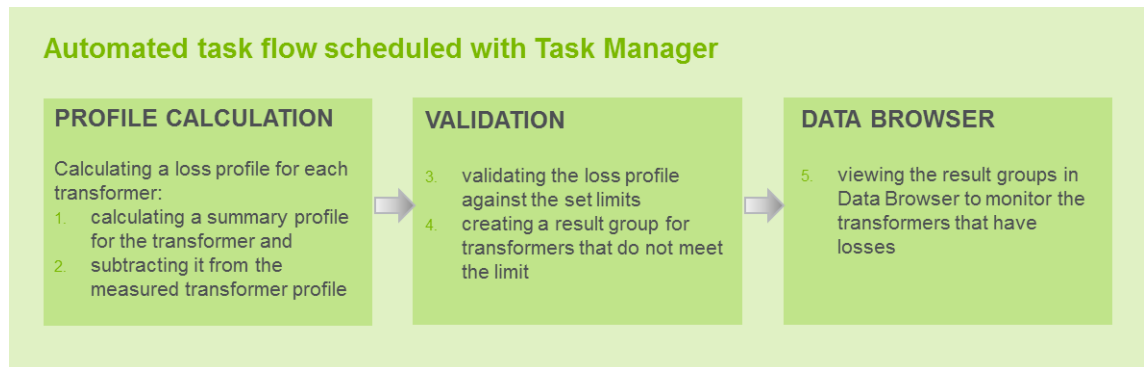 Automated task flow scheduled with Task Manager
PROFILE CALCULATION
Calculating a loss profile for each
transformer:
1. calculating a summary profile
for the transformer and
2. subtracting it from the
measured transformer profile
VALIDATION
3. validating the loss profile
against the set limits
4. creating a result group for
transformers that do not meet
the limit
DATA BROWSER
5. viewing the result groups in
Data Browser to monitor the
transformers that have
losses